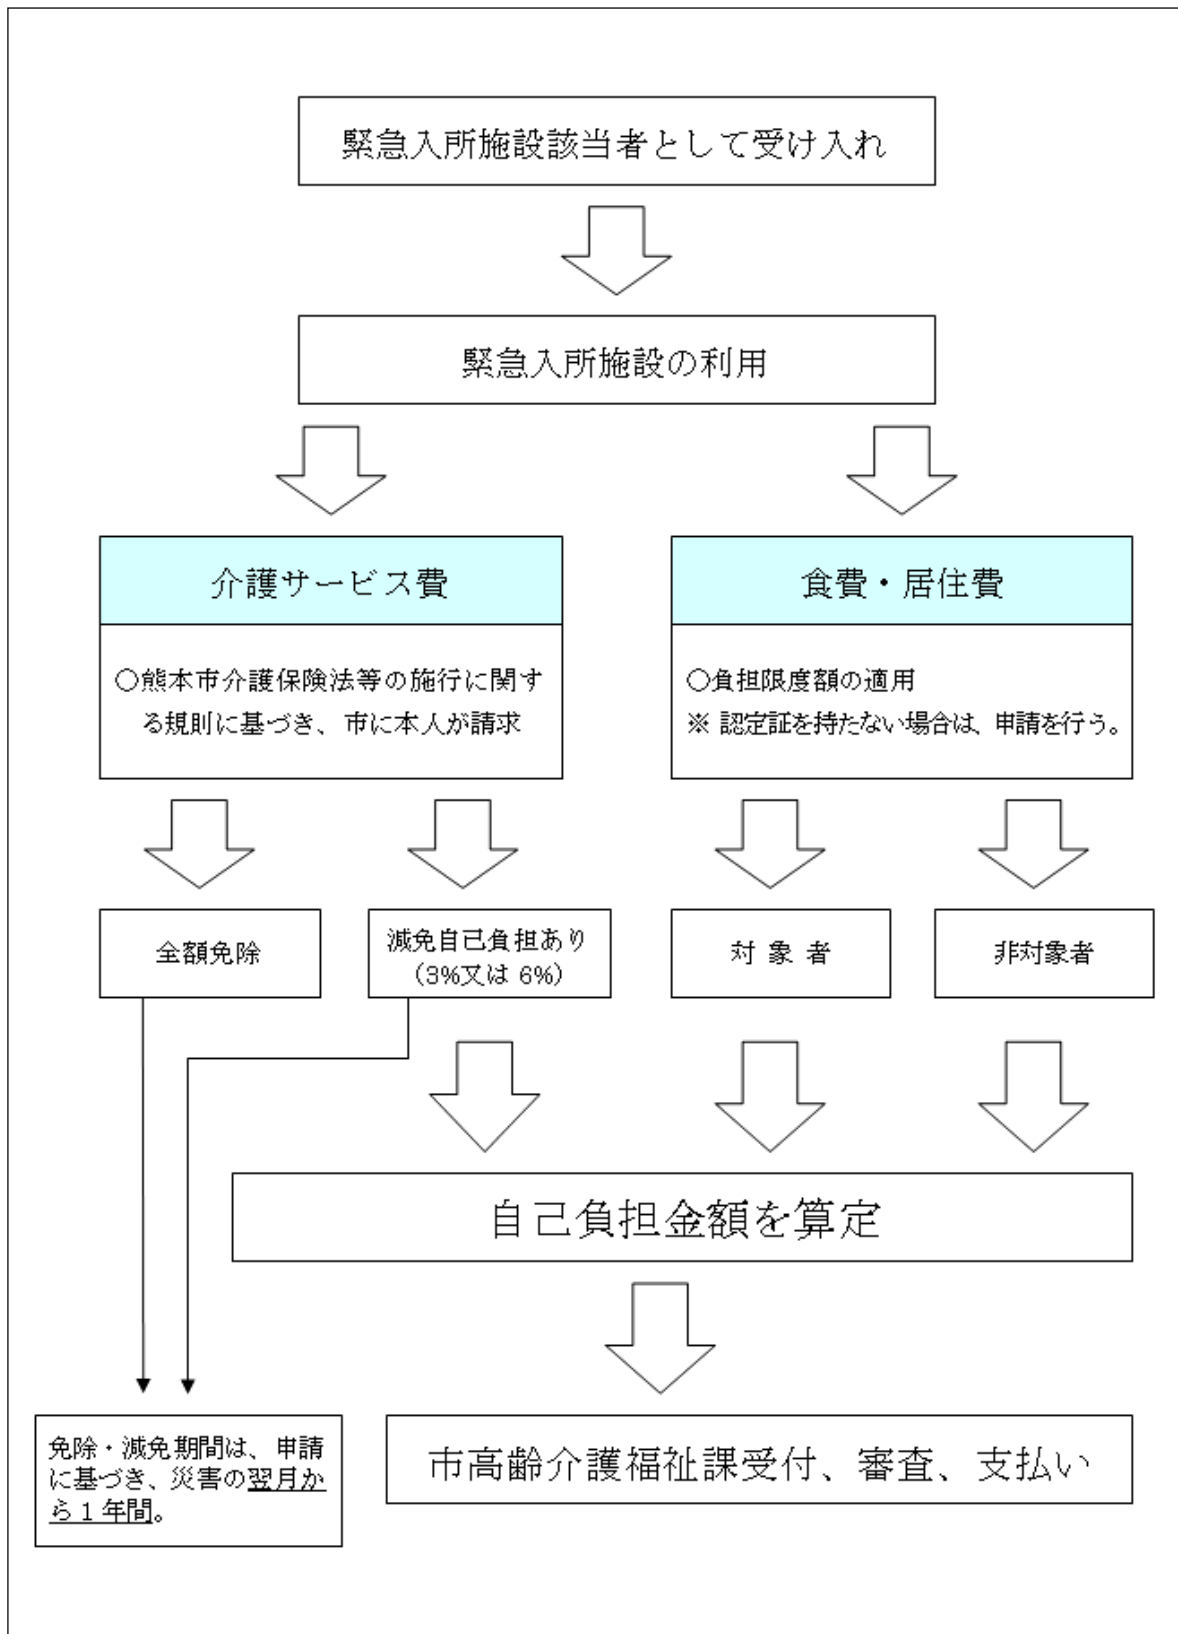 緊急入所施設該当者として受け入れ
緊急入所施設の利用
介護サービス費
○熊本市介護保険法等の施行に関す
る規則に基づき、市に本人が請求
食費・居住費
○負担限度額の適用
※ 認定証を持たない場合は、申請を行う。
全額免除
減免自己負担あり
（3%又は 6%）
対 象 者
非対象者
自己負担金額を算定
免除・減免期間は、申請
に基づき、災害の翌月か
ら 1 年間。
市高齢介護福祉課受付、審査、支払い